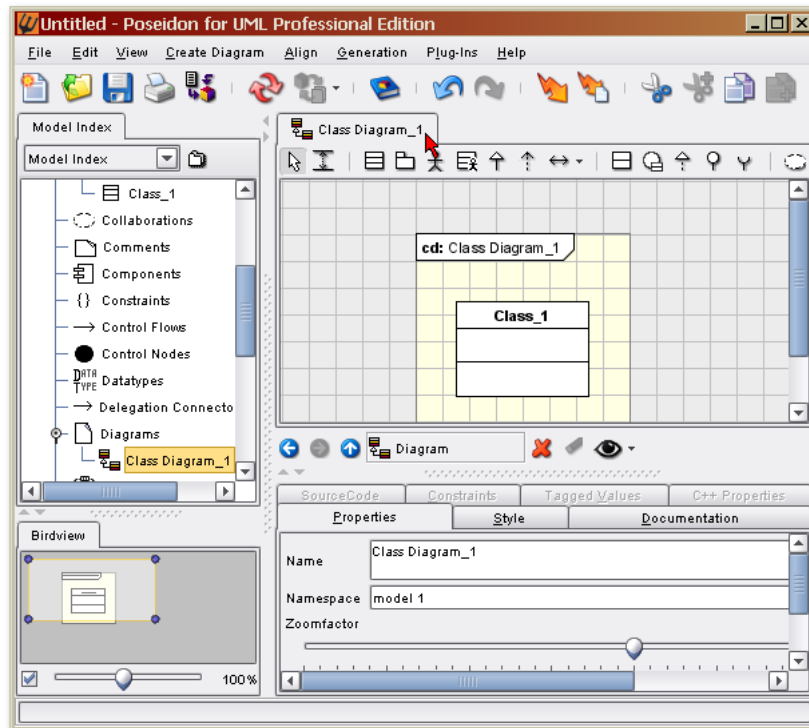 Untitled - Poseidon for UML Professional Edition
File Edit View Create Diagram Align Generation Plug-Ins Help
Model Index
Model Index
Class_1
Collaborations
Comments
Components
{} Constraints
Control Flows
Control Nodes
DATA TYPE Datatypes
Delegation Connecto
Diagrams
Class Diagram_1
Birdview
100%
Class Diagram_1
cd: Class Diagram_1
Class_1
Diagram
SourceCode Constraints Tagged Values C++ Properties
Properties Style Documentation
Name Class Diagram_1
Namespace model 1
Zoomfactor